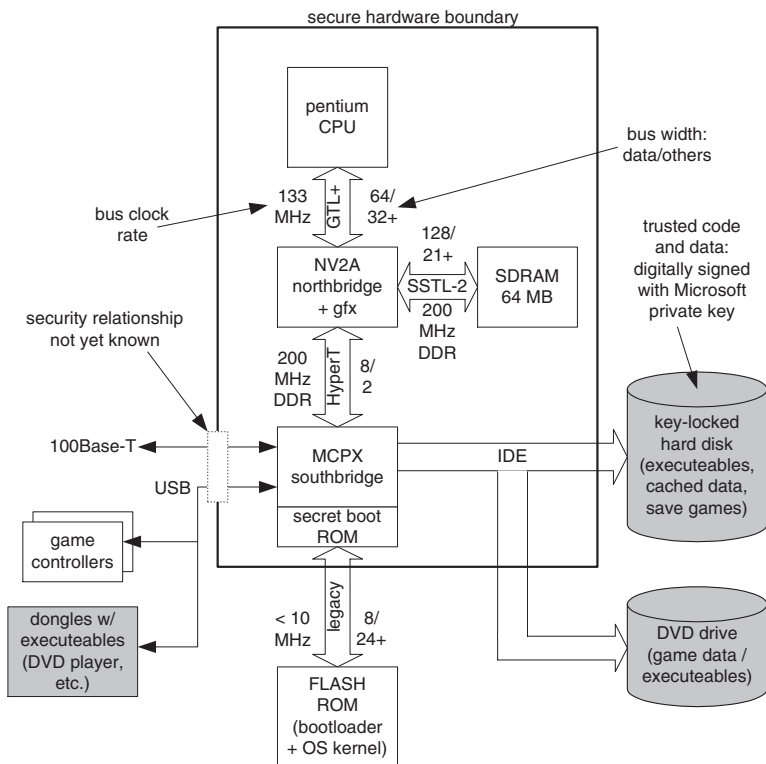 secure hardware boundary
pentium
CPU
bus width:
data/others
133
MHz
GTL+
64/
32+
bus clock
rate
trusted code
and data:
digitally signed
with Microsoft
private key
NV2A
northbridge
+ gfx
128/
21+
SSTL-2
200
MHz
DDR
SDRAM
64 MB
security relationship
not yet known
200
MHz
DDR
HyperT
8/
2
100Base-T
USB
MCPX
southbridge
secret boot
ROM
IDE
key-locked
hard disk
(executeables,
cached data,
save games)
game
controllers
dongles w/
executeables
(DVD player,
etc.)
< 10
MHz
legacy
8/
24+
DVD drive
(game data /
executeables)
FLASH
ROM
(bootloader
+ OS kernel)